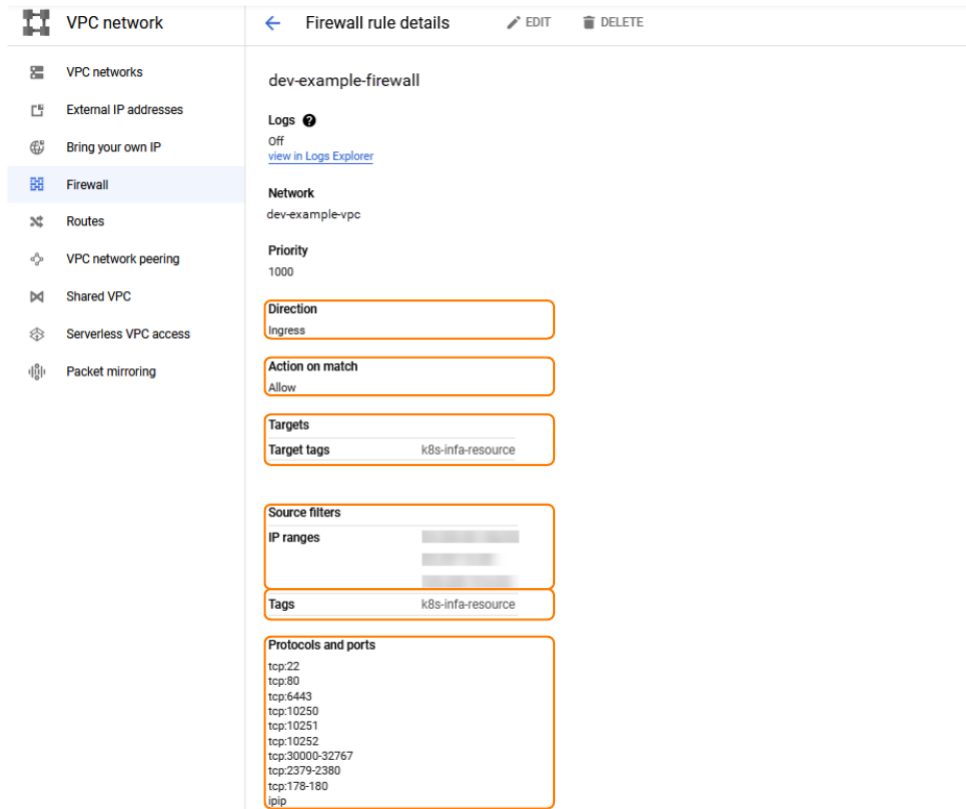 VPC network
Firewall rule details
EDIT
DELETE
VPC networks
External IP addresses
Bring your own IP
Firewall
Routes
VPC network peering
Shared VPC
Serverless VPC access
Packet mirroring
dev-example-firewall
Logs ?
Off
view in Logs Explorer
Network
dev-example-vpc
Priority
1000
Direction
Ingress
Action on match
Allow
Targets
Target tags k8s-infa-resource
Source filters
IP ranges
Tags k8s-infa-resource
Protocols and ports
tcp:22
tcp:80
tcp:6443
tcp:10250
tcp:10251
tcp:10252
tcp:30000-32767
tcp:2379-2380
tcp:178-180
ipip